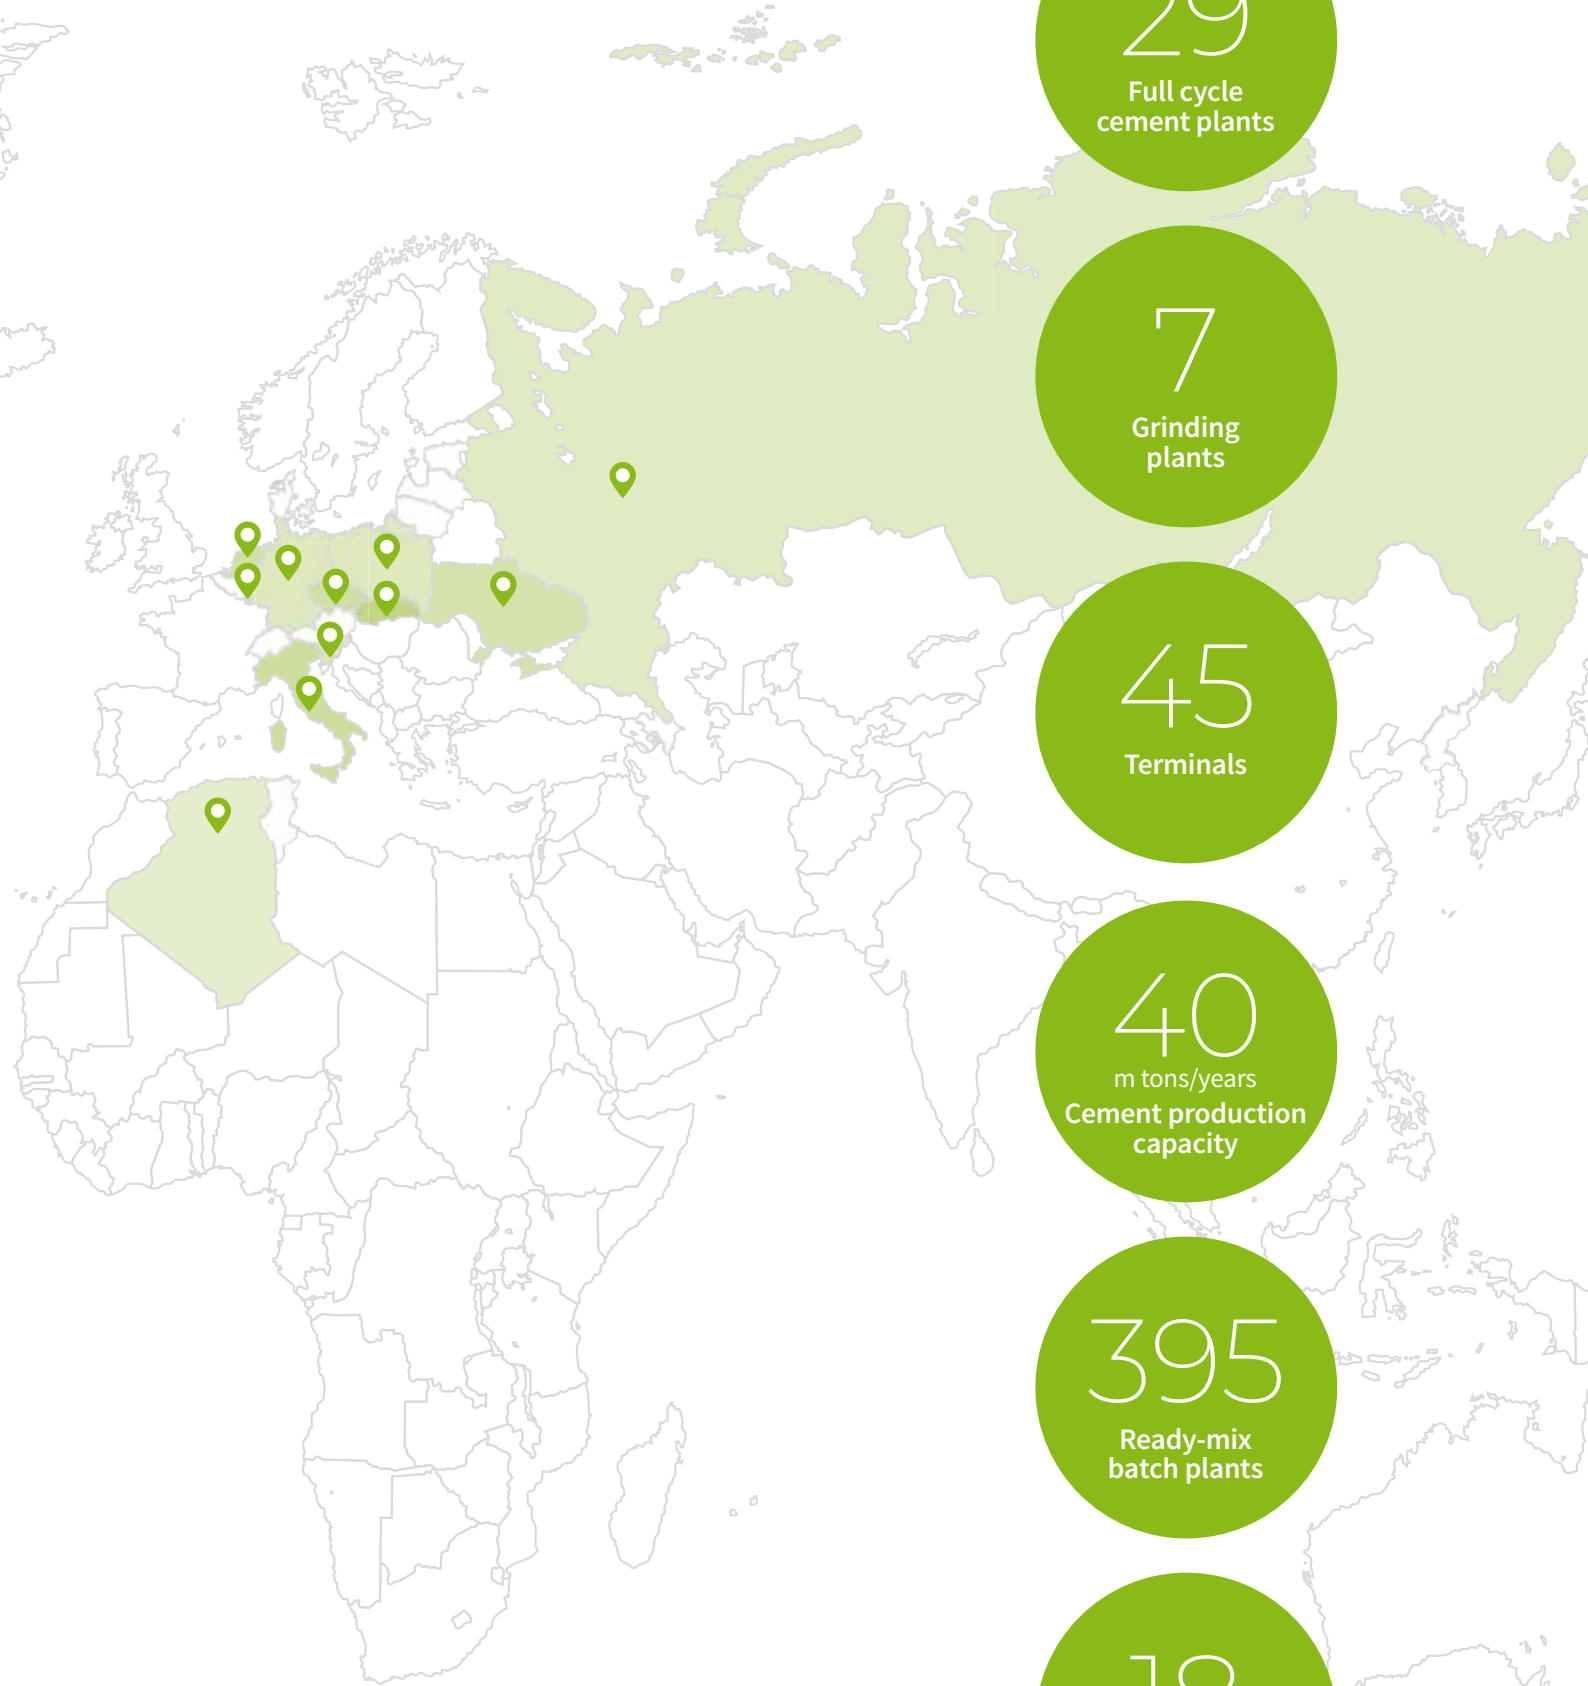 29
Full cycle
cement plants
7
Grinding
plants
45
Terminals
40
m tons/years
Cement production
capacity
395
Ready-mix
batch plants